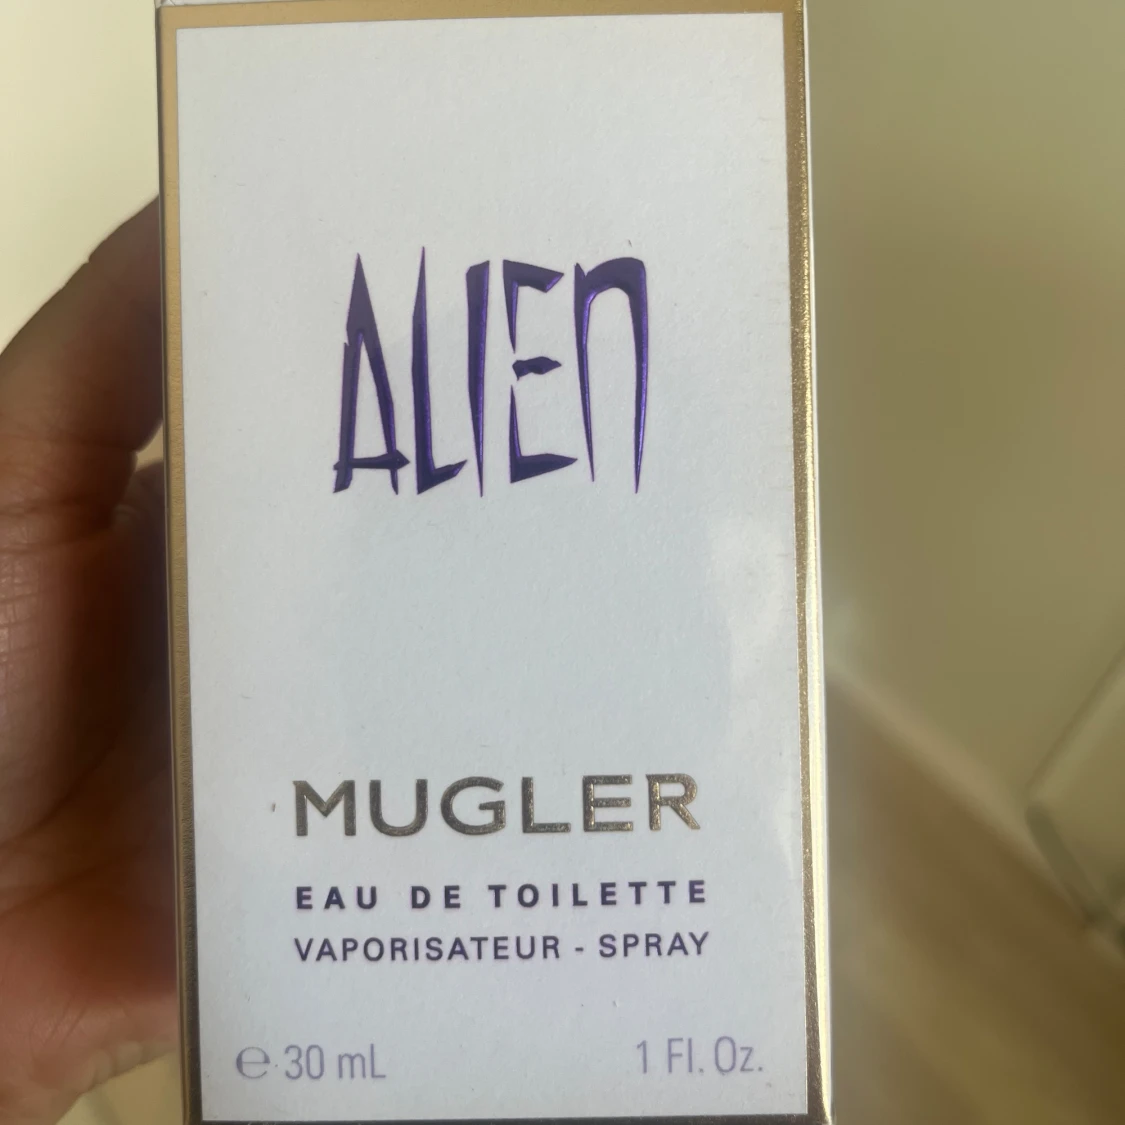 ALIEN
MUGLER
EAU DE TOILETTE
VAPORISATEUR - SPRAY
℮ 30 mL 1 Fl. Oz.